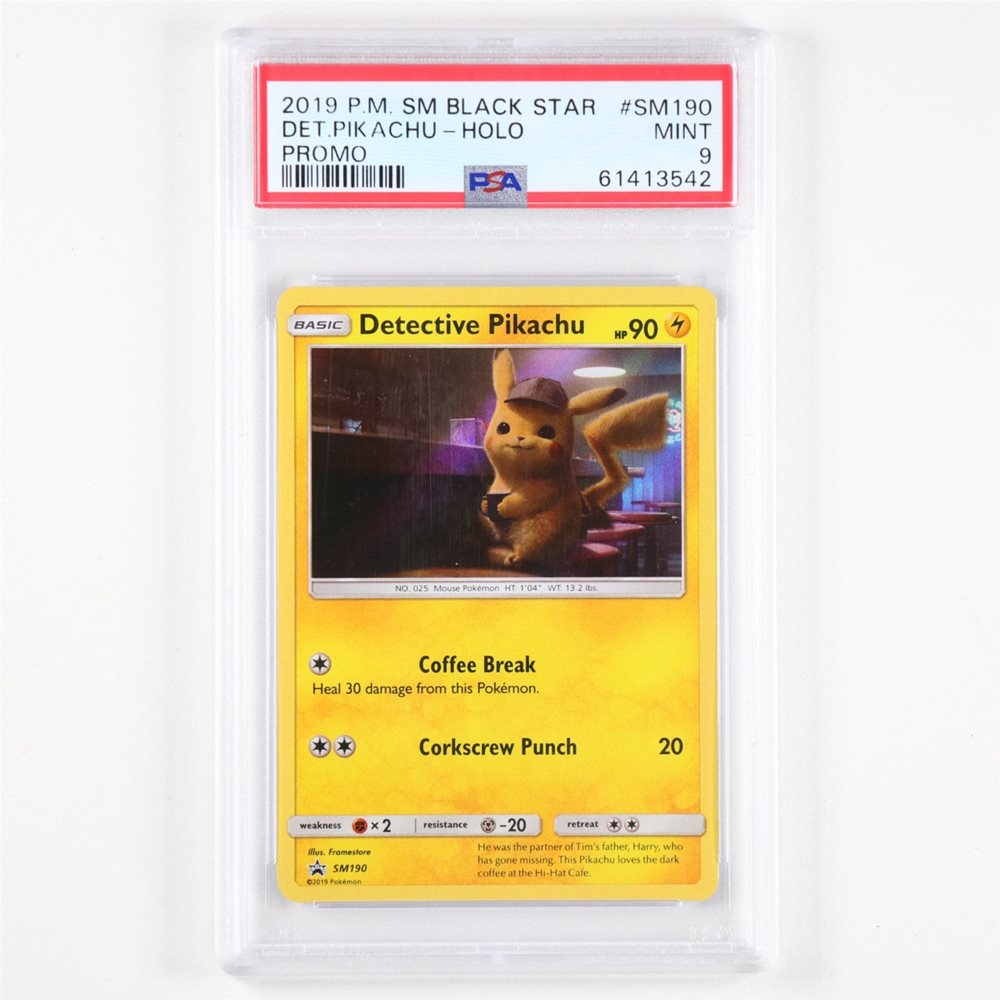 2019 P.M. SM BLACK STAR #SM190
DET.PIKACHU-HOLO MINT
PROMO 9
PSA 61413542
BASIC Detective Pikachu HP 90
NO. 025 Mouse Pokémon HT: 1'04" WT: 13.2 lbs.
Coffee Break
Heal 30 damage from this Pokémon.
Corkscrew Punch 20
weakness ×2 resistance -20 retreat
Illus. Framestore
SM190
©2019 Pokémon
He was the partner of Tim's father, Harry, who
has gone missing. This Pikachu loves the dark
coffee at the Hi-Hat Cafe.